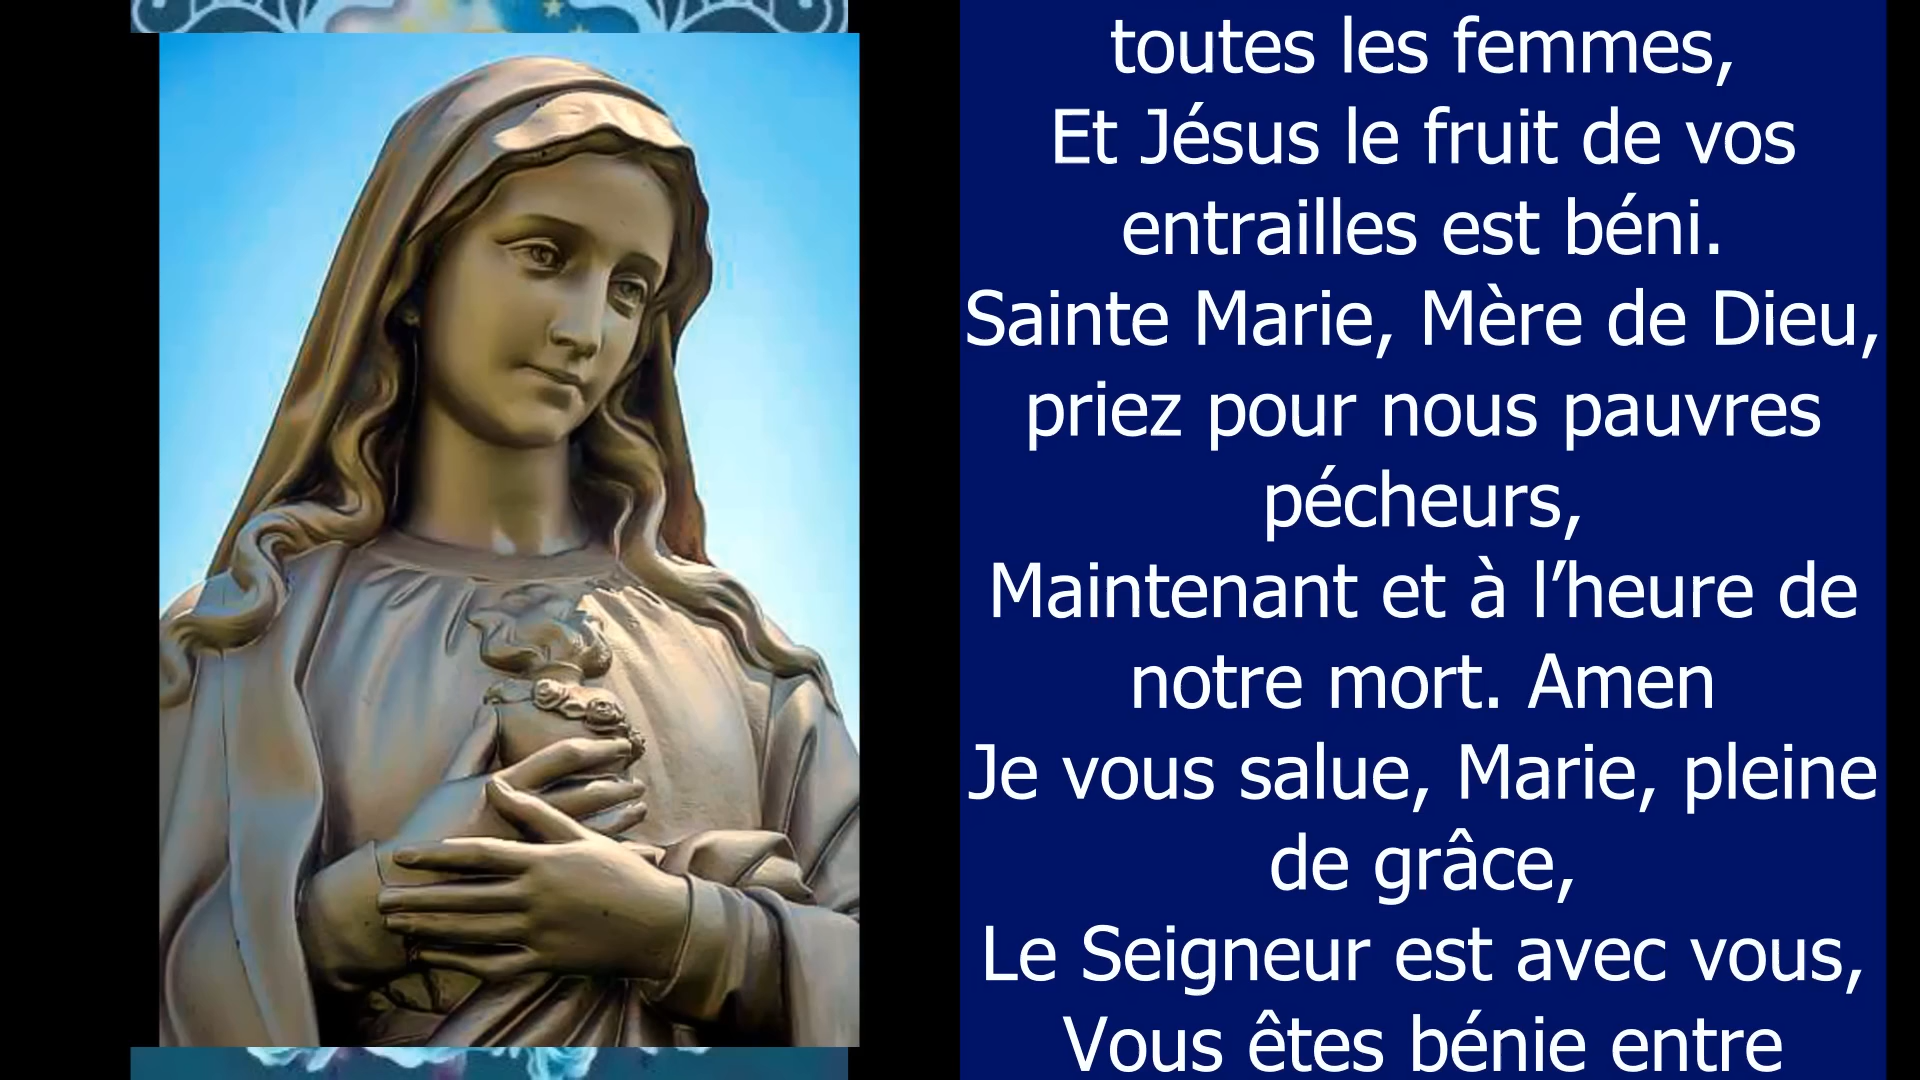 toutes les femmes,
Et Jésus le fruit de vos
entrailles est béni.
Sainte Marie, Mère de Dieu,
priez pour nous pauvres
pécheurs,
Maintenant et à l’heure de
notre mort. Amen
Je vous salue, Marie, pleine
de grâce,
Le Seigneur est avec vous,
Vous êtes bénie entre